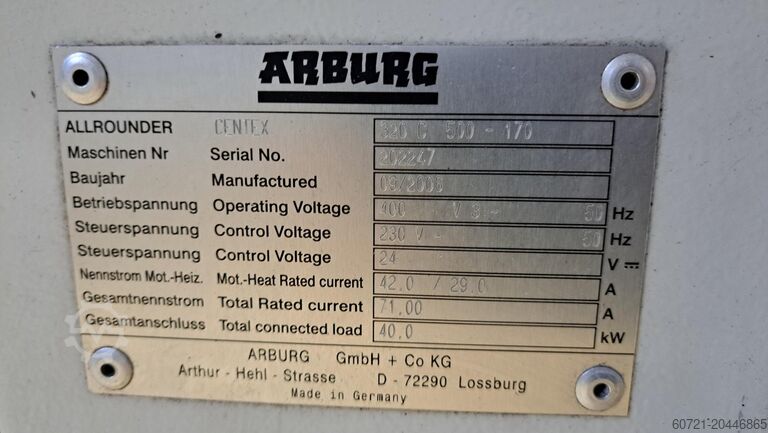 ARBURG
ALLROUNDER CENTEX 320 C 500 - 170
Maschinen Nr Serial No. 202247
Baujahr Manufactured
Betriebspannung Operating Voltage 400 V 3 ~ 50 Hz
Steuerspannung Control Voltage 230 V ~ 50 Hz
Steuerspannung Control Voltage 24 V
Nennstrom Mot.-Heiz. Mot.-Heat Rated current 42.0 / 29.0 A
Gesamtnennstrom Total Rated current 71.00 A
Gesamtanschluss Total connected load 40.0 kW
ARBURG GmbH + Co KG
Arthur - Hehl - Strasse D - 72290 Lossburg
Made in Germany
60721-20446865